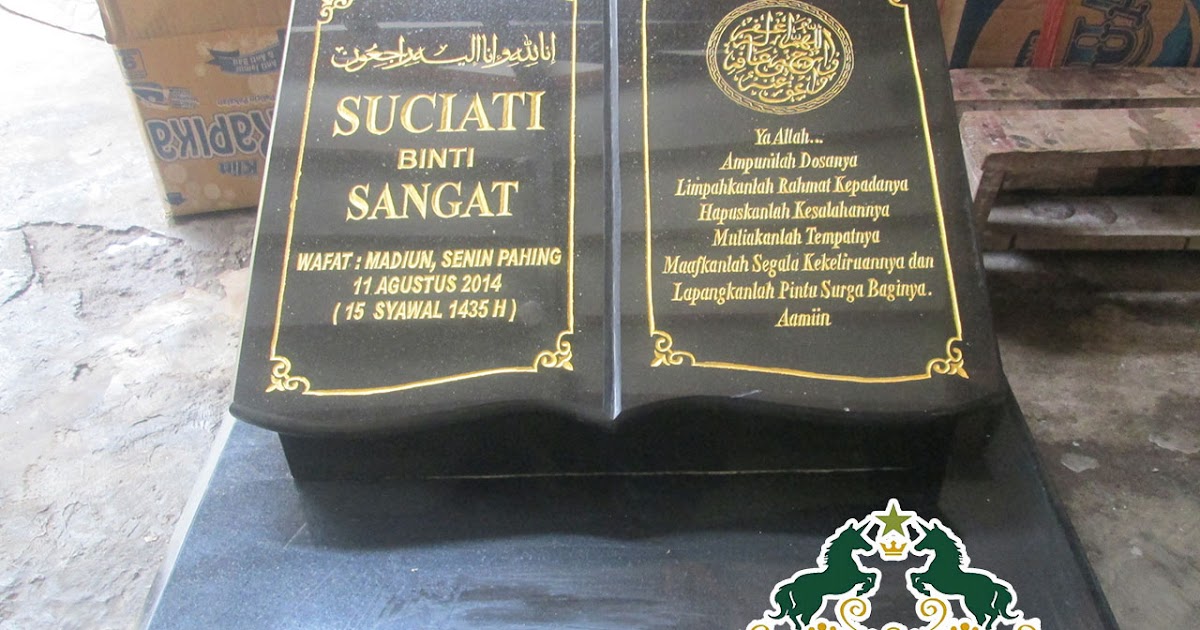 انا لله وانا اليه راجعون
SUCIATI
BINTI
SANGAT
WAFAT : MADIUN, SENIN PAHING
11 AGUSTUS 2014
( 15 SYAWAL 1435 H )
Ya Allah...
Ampunilah Dosanya
Limpahkanlah Rahmat Kepadanya
Hapuskanlah Kesalahannya
Muliakanlah Tempatnya
Maafkanlah Segala Kekeliruannya dan
Lapangkanlah Pintu Surga Baginya.
Aamiin
Klin
Kapika